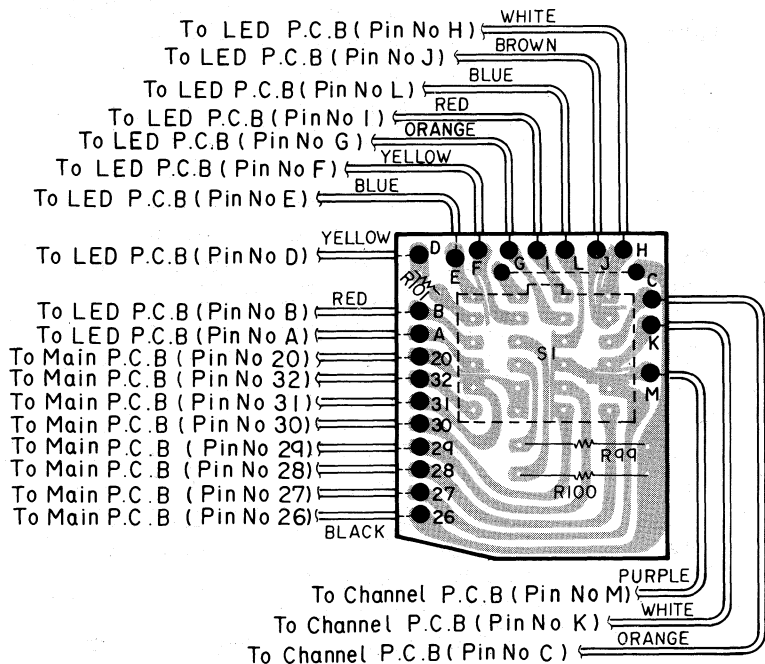 To LED P.C.B (Pin No H) WHITE
To LED P.C.B (Pin No J) BROWN
To LED P.C.B (Pin No L) BLUE
To LED P.C.B (Pin No I) RED
To LED P.C.B (Pin No G) ORANGE
To LED P.C.B (Pin No F) YELLOW
To LED P.C.B (Pin No E) BLUE
To LED P.C.B (Pin No D) YELLOW
D E F G I L J H
C
R101
To LED P.C.B (Pin No B) RED B
K
To LED P.C.B (Pin No A) A
To Main P.C.B (Pin No 20) 20
S1
To Main P.C.B (Pin No 32) 32
M
To Main P.C.B (Pin No 31) 31
To Main P.C.B (Pin No 30) 30
To Main P.C.B (Pin No 29) 29
R99
To Main P.C.B (Pin No 28) 28
R100
To Main P.C.B (Pin No 27) 27
To Main P.C.B (Pin No 26) 26
BLACK
To Channel P.C.B (Pin No M) PURPLE
To Channel P.C.B (Pin No K) WHITE
To Channel P.C.B (Pin No C) ORANGE